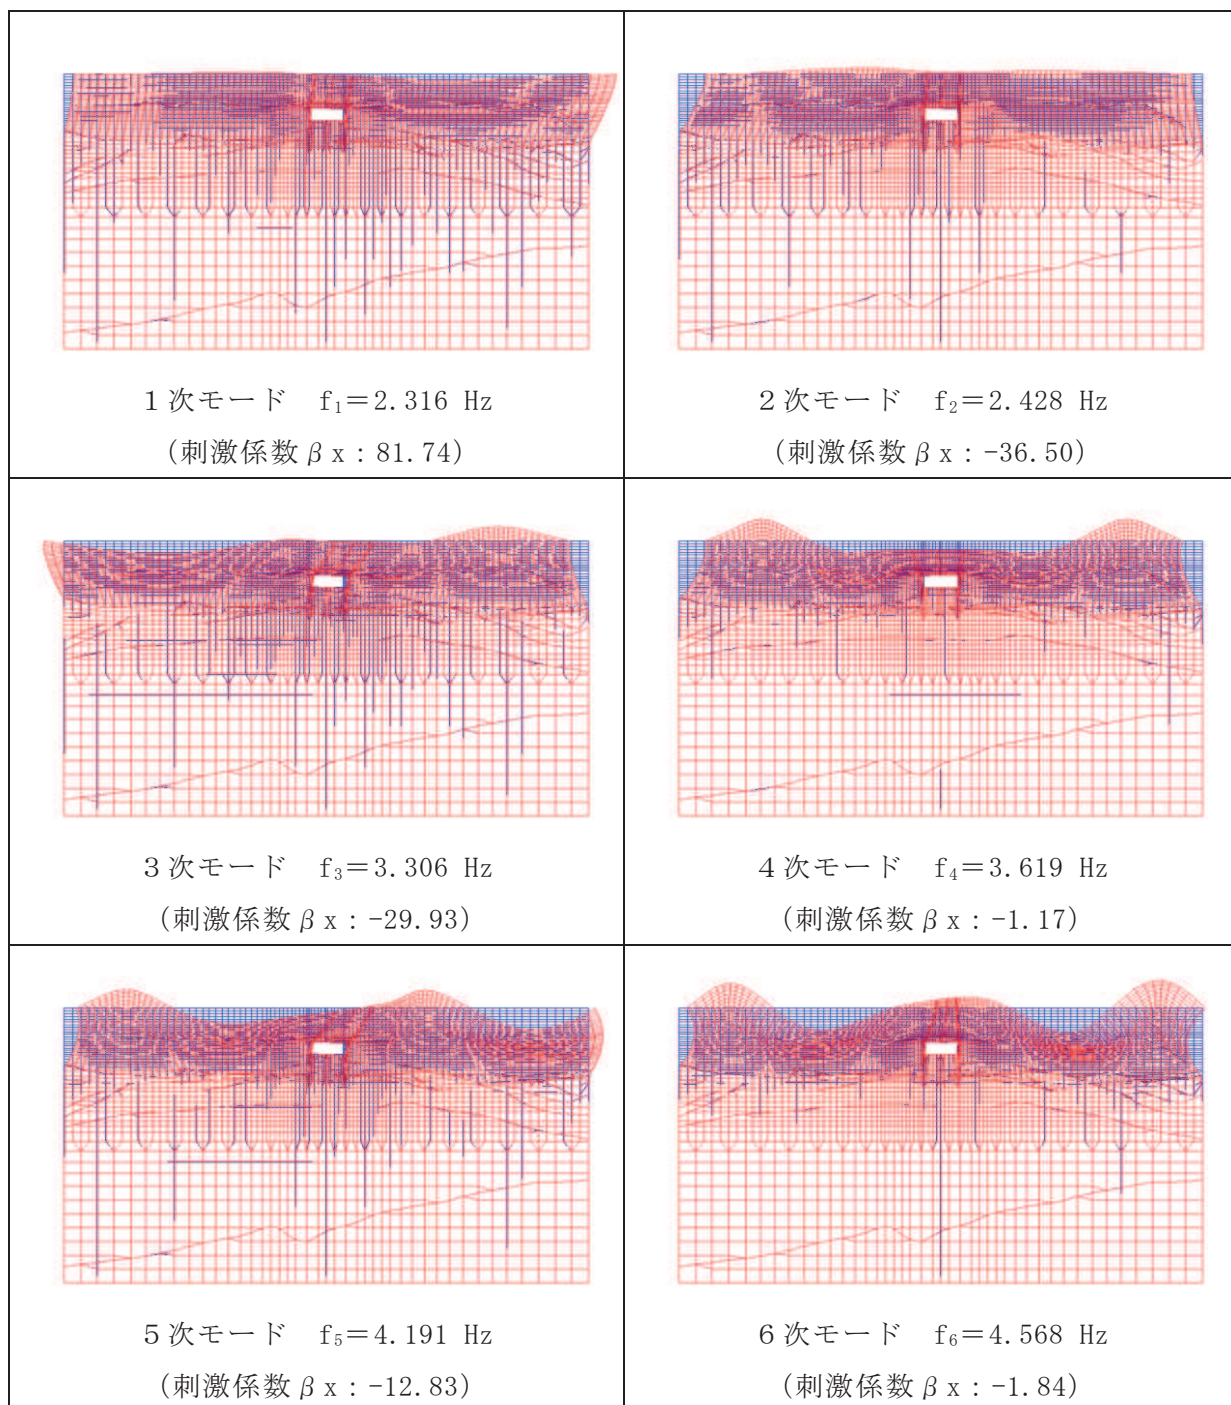 1次モード f₁=2.316 Hz
(刺激係数βx:81.74)
2次モード f₂=2.428 Hz
(刺激係数βx:-36.50)
3次モード f₃=3.306 Hz
(刺激係数βx:-29.93)
4次モード f₄=3.619 Hz
(刺激係数βx:-1.17)
5次モード f₅=4.191 Hz
(刺激係数βx:-12.83)
6次モード f₆=4.568 Hz
(刺激係数βx:-1.84)